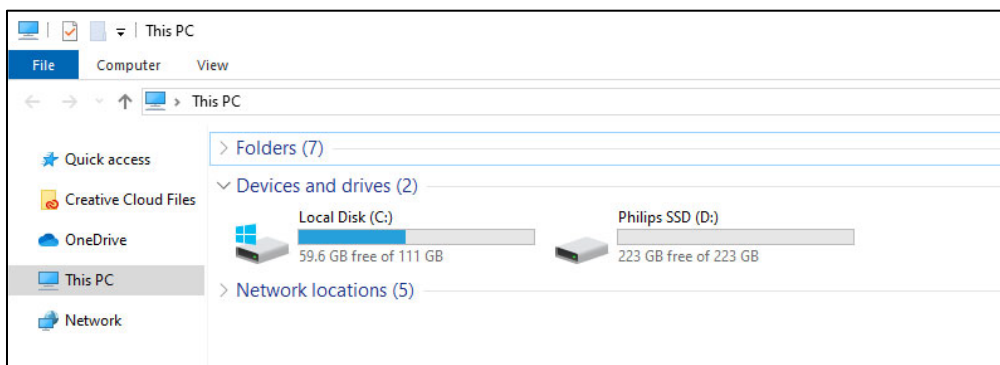 This PC
File Computer View
This PC
Quick access
Creative Cloud Files
OneDrive
This PC
Network
Folders (7)
Devices and drives (2)
Local Disk (C:)
59.6 GB free of 111 GB
Philips SSD (D:)
223 GB free of 223 GB
Network locations (5)